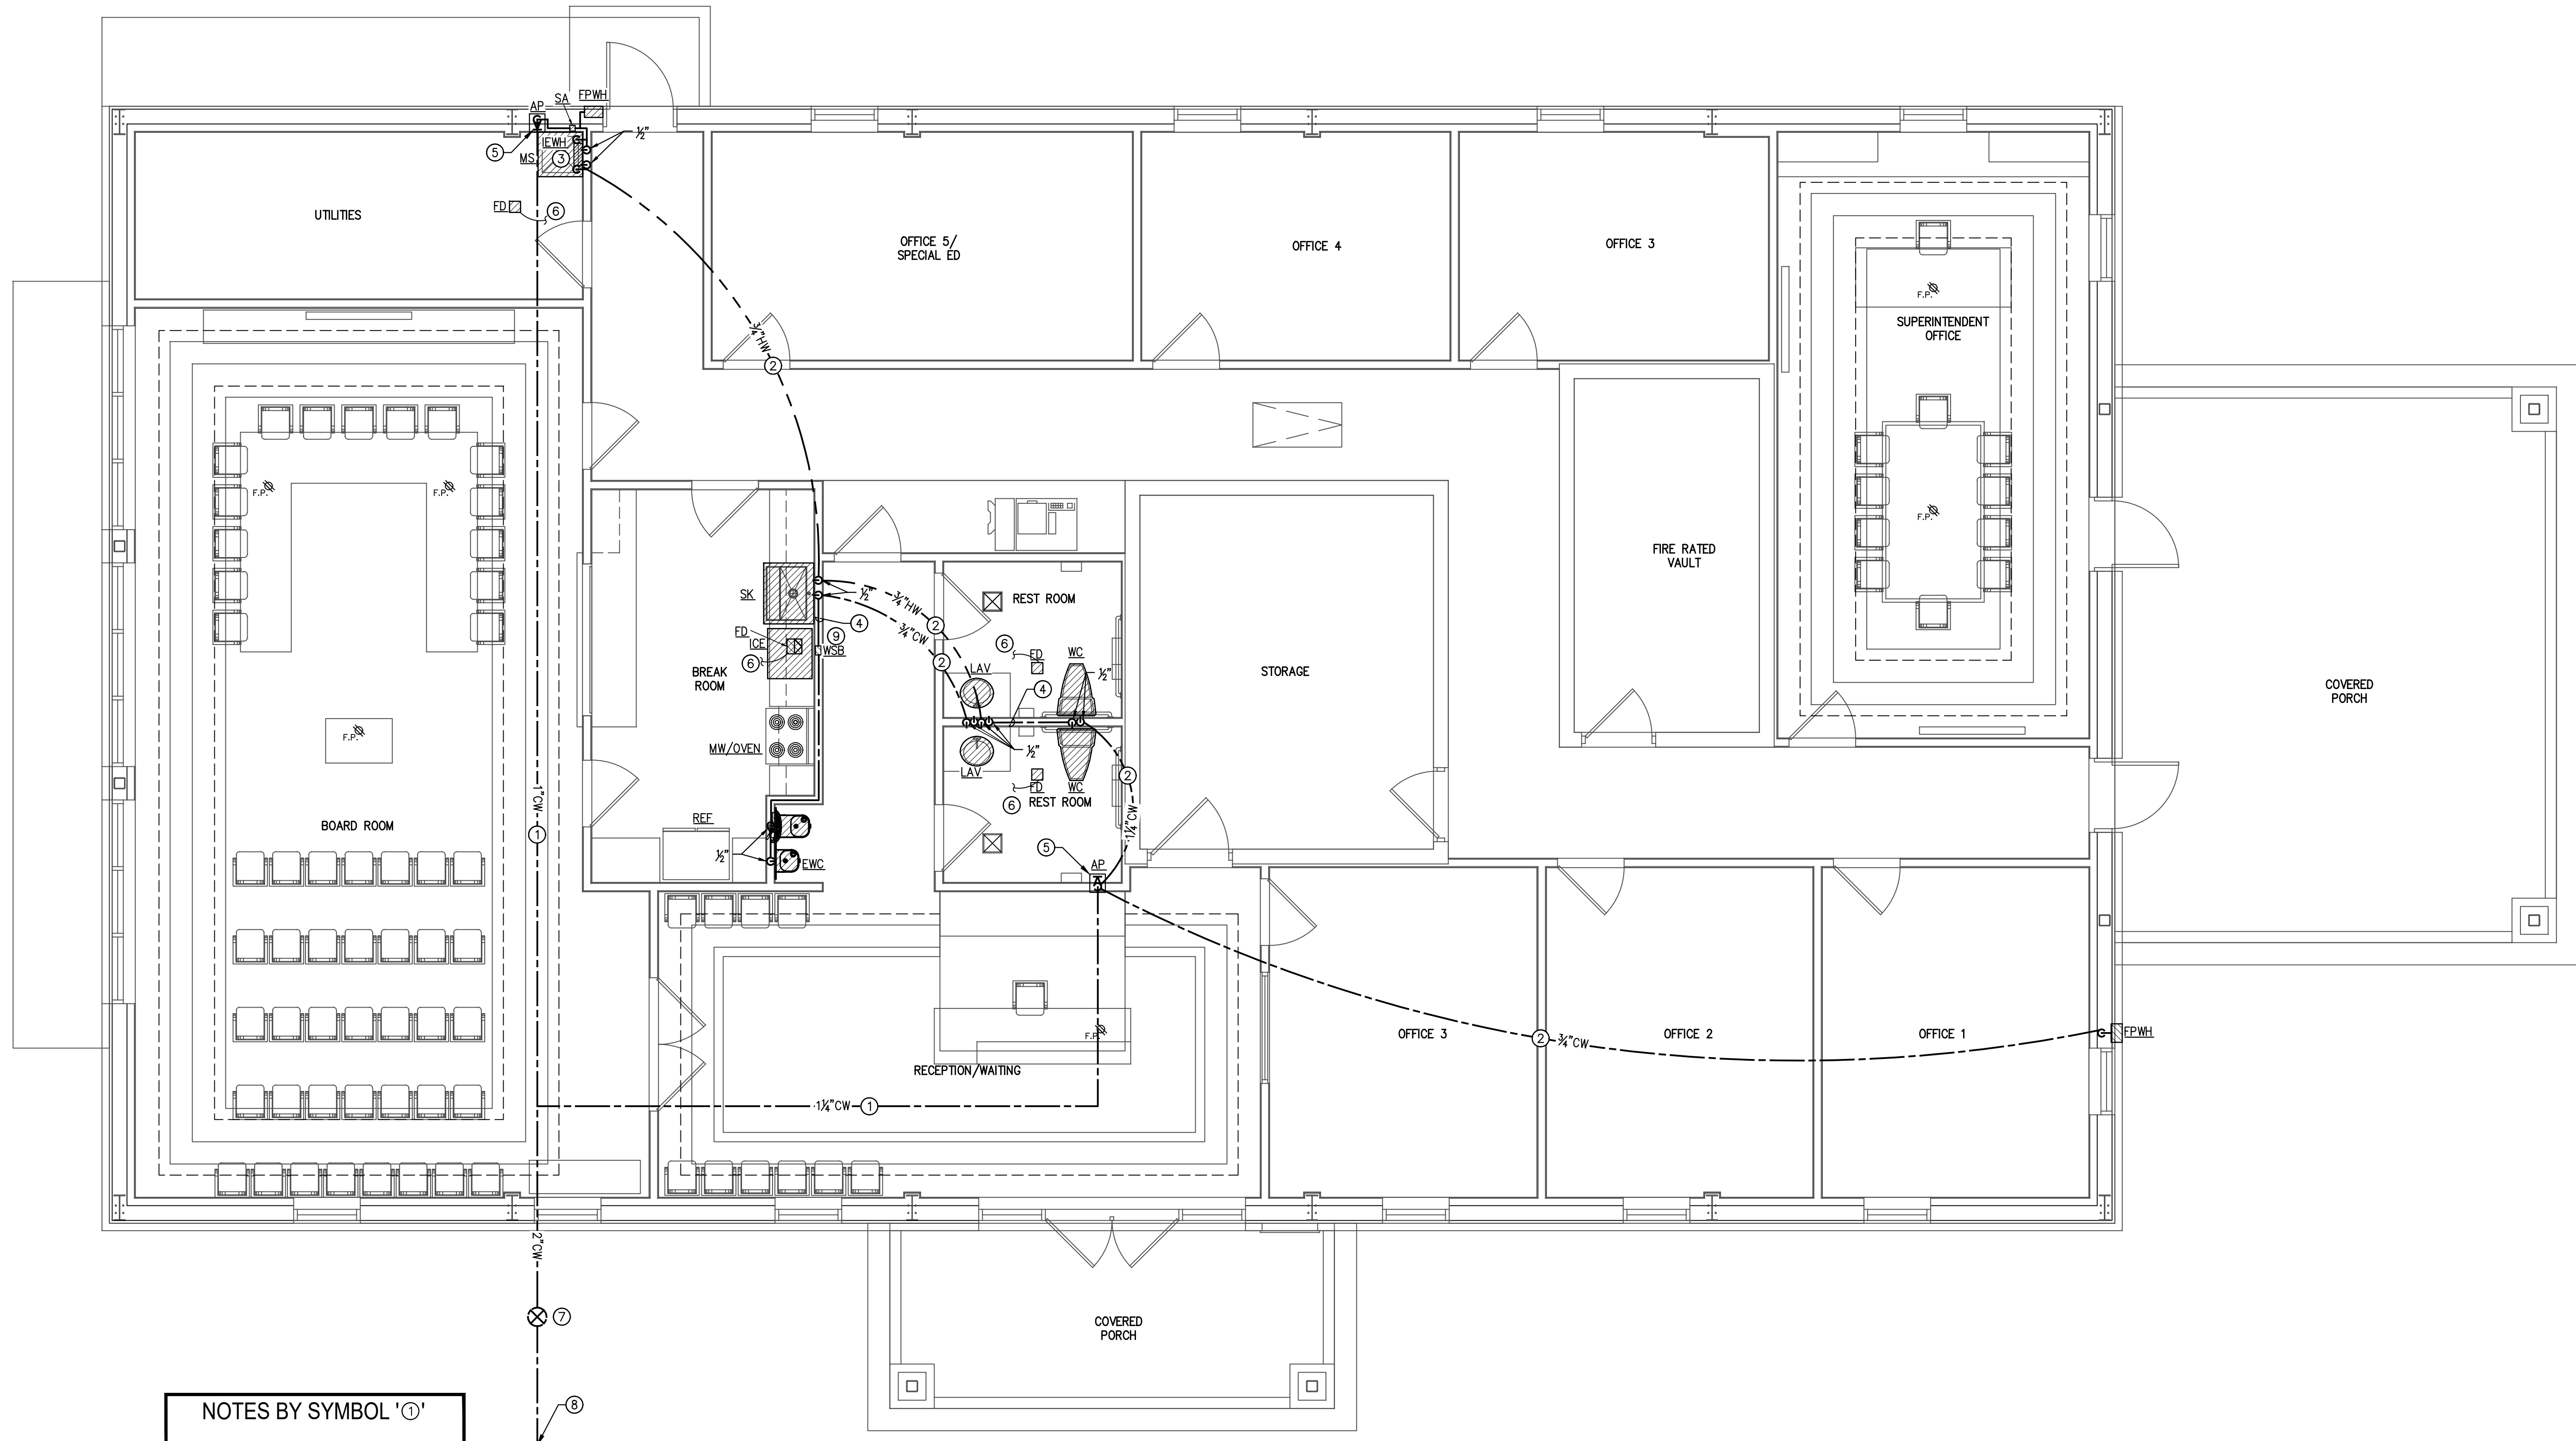 AP
SA
FPWH
½"
EWH
5
MS
3
FD
6
UTILITIES
OFFICE 5/
SPECIAL ED
OFFICE 4
OFFICE 3
F.P.
SUPERINTENDENT
OFFICE
¾"HW
2
F.P.
F.P.
F.P.
FIRE RATED
VAULT
SK
½"
¾"HW
REST ROOM
4
2
¾"CW
FD
9
ICE
WSB
6
2
6
FD
WC
BREAK
ROOM
LAV
½"
4
STORAGE
COVERED
PORCH
F.P.
MW/OVEN
½"
LAV
2
FD
WC
6
REST ROOM
1"CW
1
BOARD ROOM
REF
1¼"CW
½"
EWC
5
AP
F.P.
OFFICE 3
2
¾"CW
OFFICE 2
OFFICE 1
FPWH
RECEPTION/WAITING
1¼"CW
1
2"CW
7
COVERED
PORCH
8
NOTES BY SYMBOL '①'